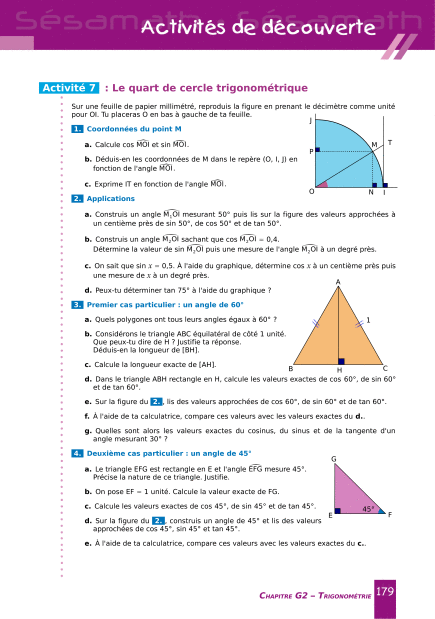 Sésamath - Sésamath
Activités de découverte
Activité 7 : Le quart de cercle trigonométrique
Sur une feuille de papier millimétré, reproduis la figure en prenant le décimètre comme unité
pour OI. Tu placeras O en bas à gauche de ta feuille.
1. Coordonnées du point M
a. Calcule cos MOI et sin MOI.
b. Déduis-en les coordonnées de M dans le repère (O, I, J) en
fonction de l'angle MOI.
c. Exprime IT en fonction de l'angle MOI.
J
P
M
T
O
N
I
2. Applications
a. Construis un angle M₁OI mesurant 50° puis lis sur la figure des valeurs approchées à
un centième près de sin 50°, de cos 50° et de tan 50°.
b. Construis un angle M₂OI sachant que cos M₂OI = 0,4.
Détermine la valeur de sin M₂OI puis une mesure de l'angle M₂OI à un degré près.
c. On sait que sin x = 0,5. À l'aide du graphique, détermine cos x à un centième près puis
une mesure de x à un degré près.
d. Peux-tu déterminer tan 75° à l'aide du graphique ?
3. Premier cas particulier : un angle de 60°
a. Quels polygones ont tous leurs angles égaux à 60° ?
b. Considérons le triangle ABC équilatéral de côté 1 unité.
Que peux-tu dire de H ? Justifie ta réponse.
Déduis-en la longueur de [BH].
c. Calcule la longueur exacte de [AH].
A
1
B
H
C
d. Dans le triangle ABH rectangle en H, calcule les valeurs exactes de cos 60°, de sin 60°
et de tan 60°.
e. Sur la figure du 2., lis des valeurs approchées de cos 60°, de sin 60° et de tan 60°.
f. À l'aide de ta calculatrice, compare ces valeurs avec les valeurs exactes du d..
g. Quelles sont alors les valeurs exactes du cosinus, du sinus et de la tangente d'un
angle mesurant 30° ?
4. Deuxième cas particulier : un angle de 45°
a. Le triangle EFG est rectangle en E et l'angle EFG mesure 45°.
Précise la nature de ce triangle. Justifie.
b. On pose EF = 1 unité. Calcule la valeur exacte de FG.
c. Calcule les valeurs exactes de cos 45°, de sin 45° et de tan 45°.
d. Sur la figure du 2., construis un angle de 45° et lis des valeurs
approchées de cos 45°, sin 45° et tan 45°.
e. À l'aide de ta calculatrice, compare ces valeurs avec les valeurs exactes du c..
G
45°
E
F
Chapitre G2 – Trigonométrie 179